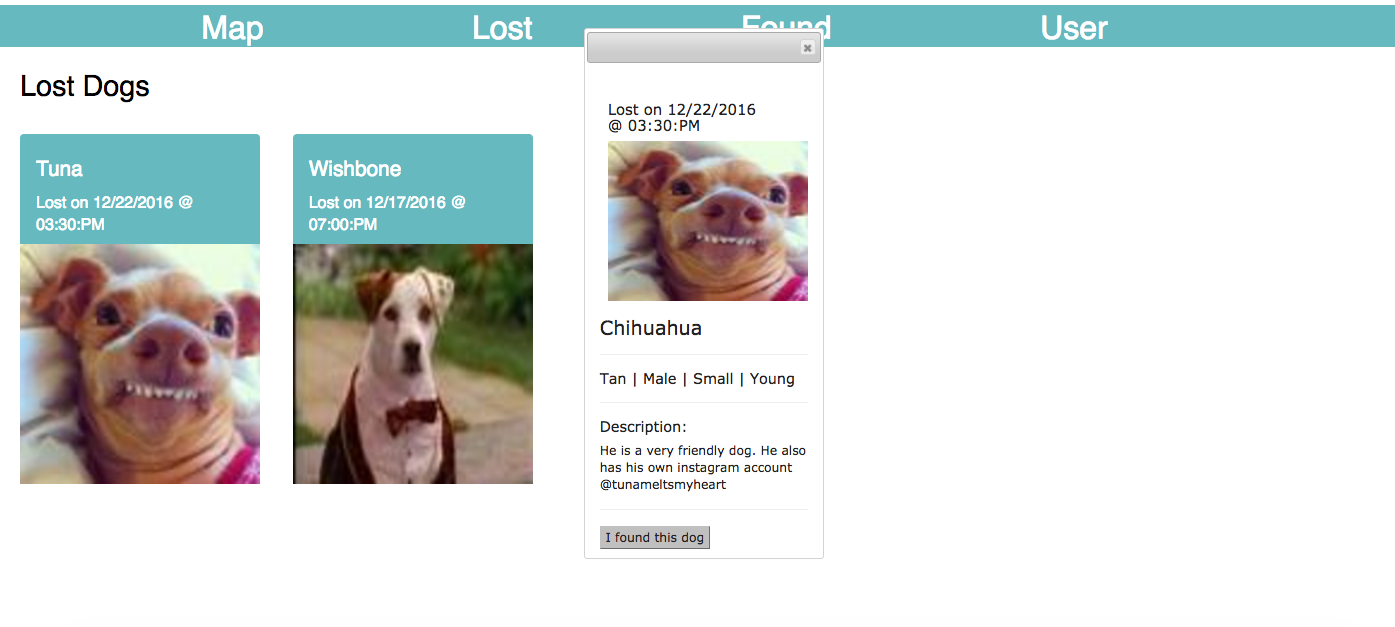 Map Lost Found User
Lost Dogs
Tuna
Lost on 12/22/2016 @
03:30:PM
Wishbone
Lost on 12/17/2016 @
07:00:PM
Lost on 12/22/2016
@ 03:30:PM
Chihuahua
Tan | Male | Small | Young
Description:
He is a very friendly dog. He also
has his own instagram account
@tunameltsmyheart
I found this dog